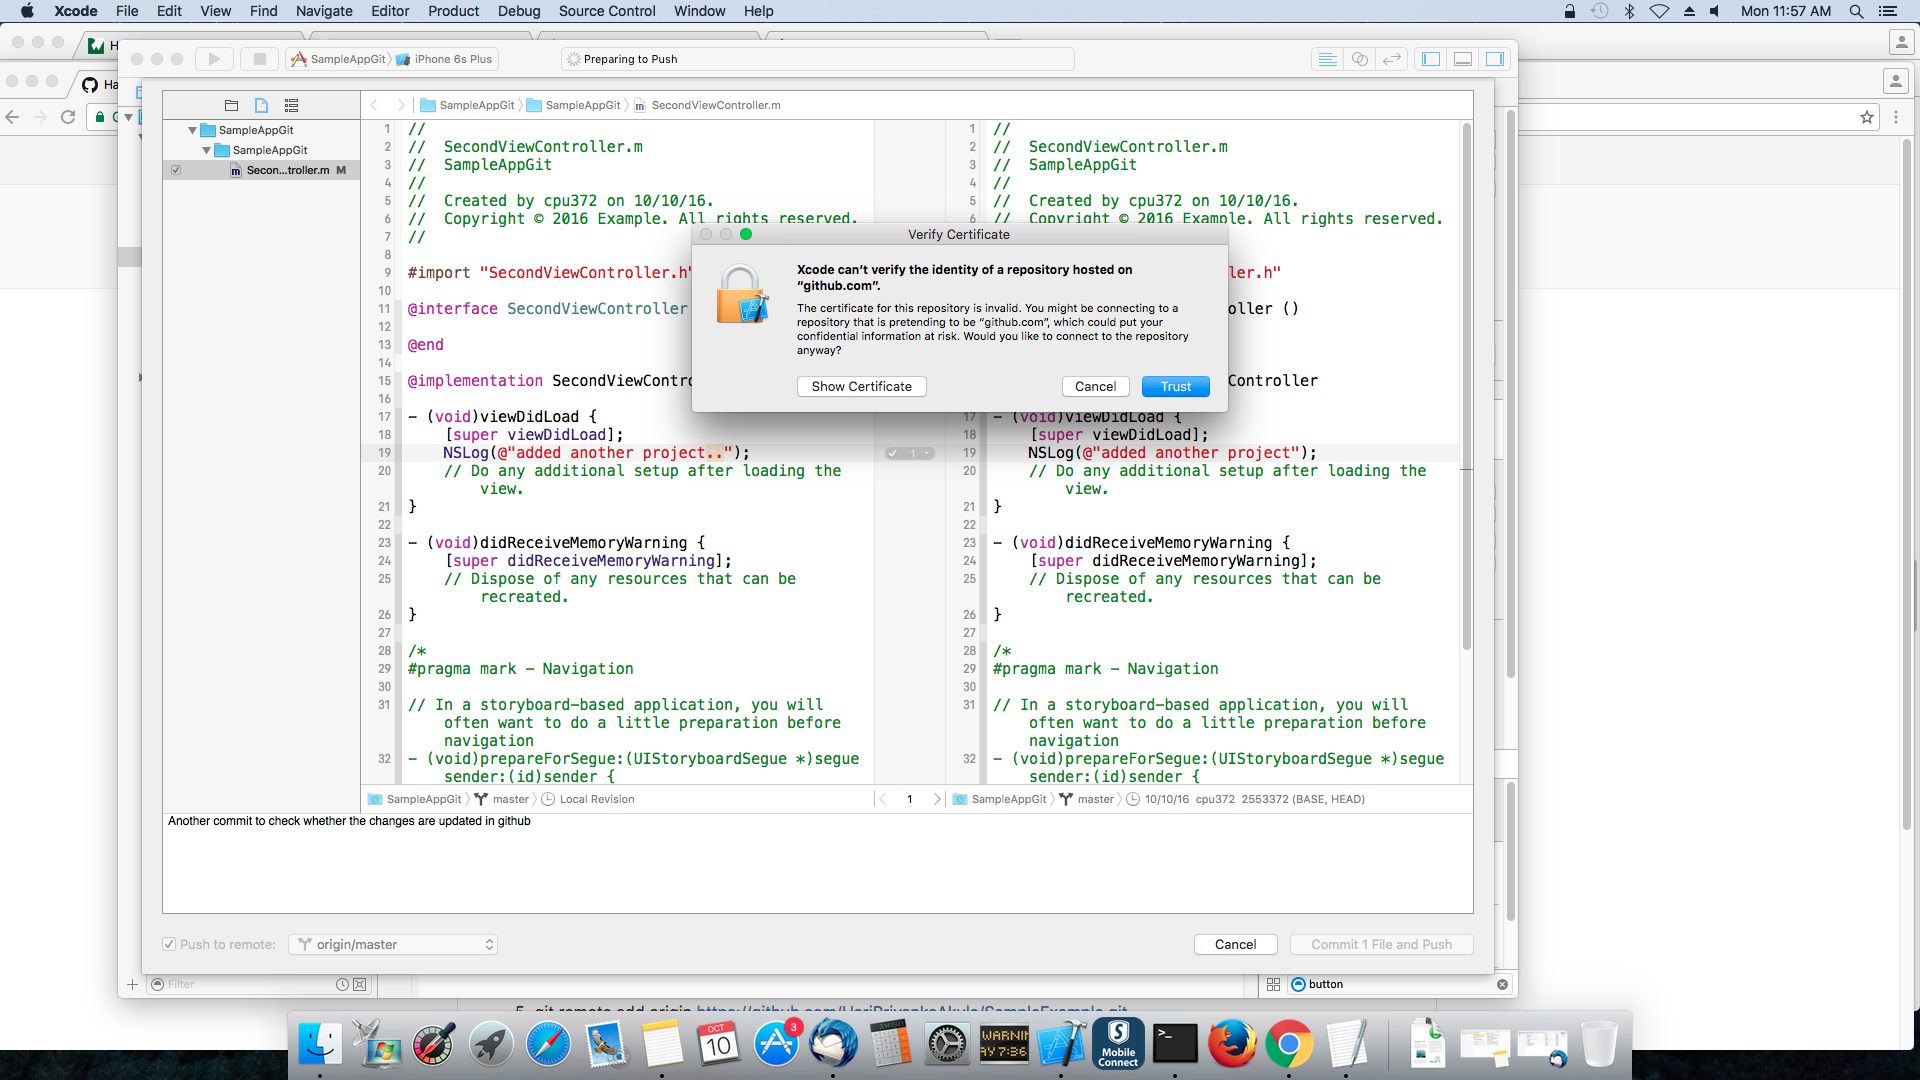 Xcode File Edit View Find Navigate Editor Product Debug Source Control Window Help Mon 11:57 AM
SampleAppGit iPhone 6s Plus Preparing to Push
Ha
SampleAppGit SampleAppGit SecondViewController.m
SampleAppGit
SampleAppGit
Secon...troller.m M
1 //
2 // SecondViewController.m
3 // SampleAppGit
4 //
5 // Created by cpu372 on 10/10/16.
6 // Copyright © 2016 Example. All rights reserved.
7 //
8
9 #import "SecondViewController.h"
10
11 @interface SecondViewController
12
13 @end
14
15 @implementation SecondViewContr
16
17 - (void)viewDidLoad {
18 [super viewDidLoad];
19 NSLog(@"added another project..");
20 // Do any additional setup after loading the
view.
21 }
22
23 - (void)didReceiveMemoryWarning {
24 [super didReceiveMemoryWarning];
25 // Dispose of any resources that can be
recreated.
26 }
27
28 /*
29 #pragma mark - Navigation
30
31 // In a storyboard-based application, you will
often want to do a little preparation before
navigation
32 - (void)prepareForSegue:(UIStoryboardSegue *)segue
sender:(id)sender {
1 //
2 // SecondViewController.m
3 // SampleAppGit
4 //
5 // Created by cpu372 on 10/10/16.
6 // Copyright © 2016 Example. All rights reserved.
ler.h"
oller ()
Controller
17 - (void)viewDidLoad {
18 [super viewDidLoad];
1
19 NSLog(@"added another project");
20 // Do any additional setup after loading the
view.
21 }
22
23 - (void)didReceiveMemoryWarning {
24 [super didReceiveMemoryWarning];
25 // Dispose of any resources that can be
recreated.
26 }
27
28 /*
29 #pragma mark - Navigation
30
31 // In a storyboard-based application, you will
often want to do a little preparation before
navigation
32 - (void)prepareForSegue:(UIStoryboardSegue *)segue
sender:(id)sender {
Verify Certificate
Xcode can't verify the identity of a repository hosted on
"github.com".
The certificate for this repository is invalid. You might be connecting to a
repository that is pretending to be "github.com", which could put your
confidential information at risk. Would you like to connect to the repository
anyway?
Show Certificate Cancel Trust
SampleAppGit master Local Revision 1 SampleAppGit master 10/10/16 cpu372 2553372 (BASE, HEAD)
Another commit to check whether the changes are updated in github
Push to remote: origin/master Cancel Commit 1 File and Push
Filter button
5. git remote add origin https://github.com/HariPriyankaAkula/SampleExample.git
OCT
10
3
WARNIN
AY 7:36
S
Mobile
Connect
>_